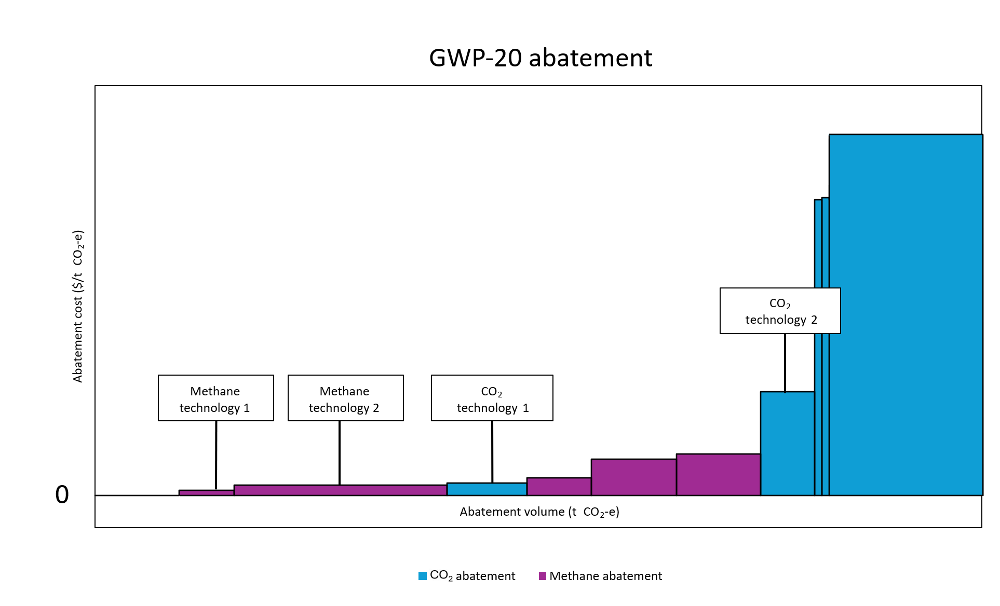 GWP-20 abatement
Abatement cost ($/t CO₂-e)
CO₂
technology 2
Methane
technology 1
Methane
technology 2
CO₂
technology 1
0
Abatement volume (t CO₂-e)
CO₂ abatement
Methane abatement